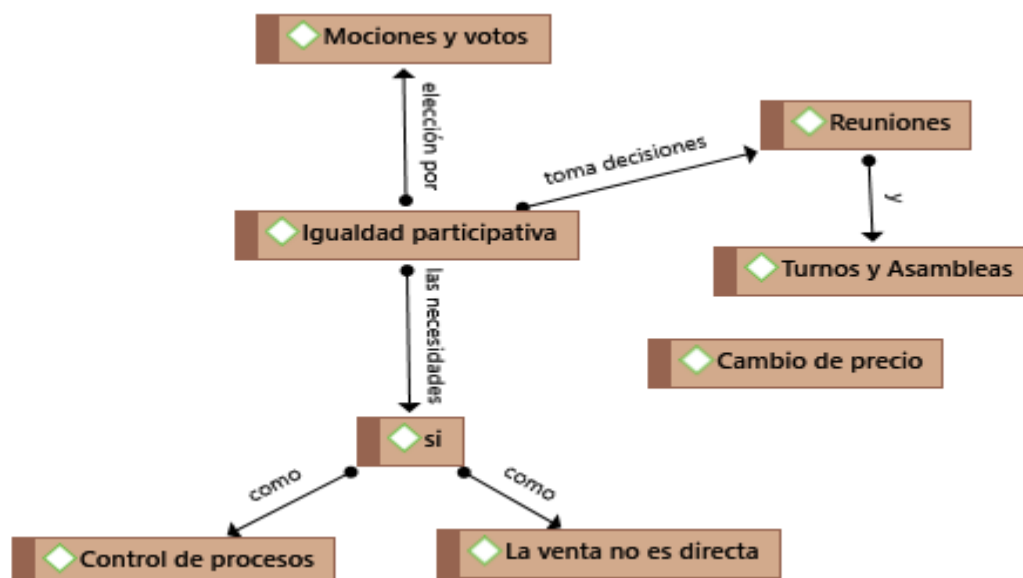 Mociones y votos
elección por
Reuniones
toma decisiones
y
Igualdad participativa
Turnos y Asambleas
las necesidades
Cambio de precio
si
como
como
Control de procesos
La venta no es directa